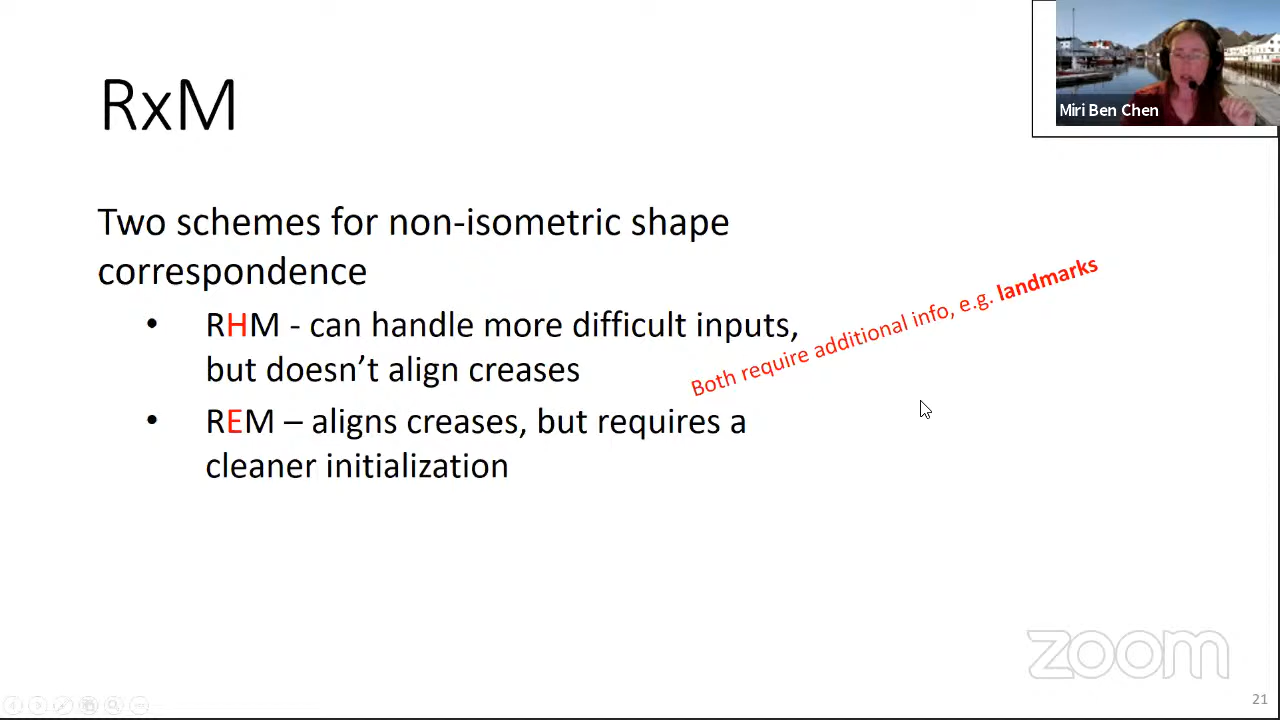 RxM
Miri Ben Chen
Two schemes for non-isometric shape
correspondence
• RHM - can handle more difficult inputs,
but doesn’t align creases
• REM – aligns creases, but requires a
cleaner initialization
Both require additional info, e.g. landmarks
zoom
21